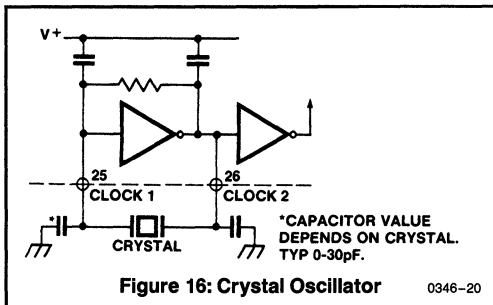 V+
25
CLOCK 1
26
CLOCK 2
*
CRYSTAL
*CAPACITOR VALUE
DEPENDS ON CRYSTAL.
TYP 0-30pF.
Figure 16: Crystal Oscillator
0346-20